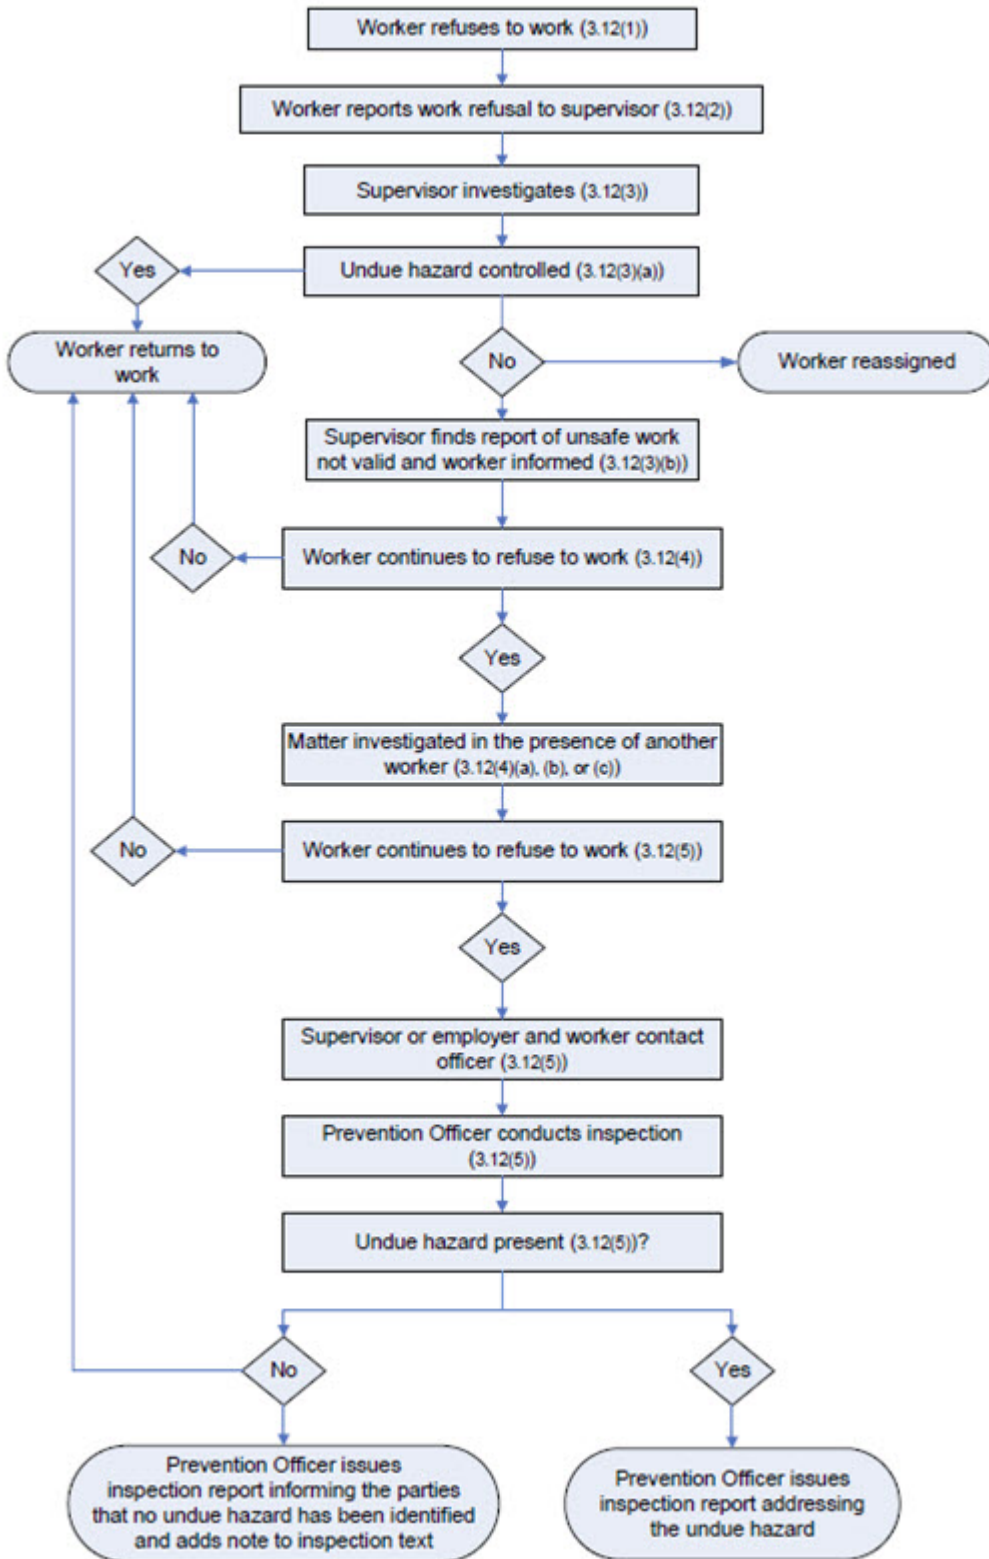 Worker refuses to work (3.12(1))
Worker reports work refusal to supervisor (3.12(2))
Supervisor investigates (3.12(3))
Yes
Undue hazard controlled (3.12(3)(a))
Worker returns to
work
No
Worker reassigned
Supervisor finds report of unsafe work
not valid and worker informed (3.12(3)(b))
No
Worker continues to refuse to work (3.12(4))
Yes
Matter investigated in the presence of another
worker (3.12(4)(a), (b), or (c))
No
Worker continues to refuse to work (3.12(5))
Yes
Supervisor or employer and worker contact
officer (3.12(5))
Prevention Officer conducts inspection
(3.12(5))
Undue hazard present (3.12(5))?
No
Yes
Prevention Officer issues
inspection report informing the parties
that no undue hazard has been identified
and adds note to inspection text
Prevention Officer issues
inspection report addressing
the undue hazard